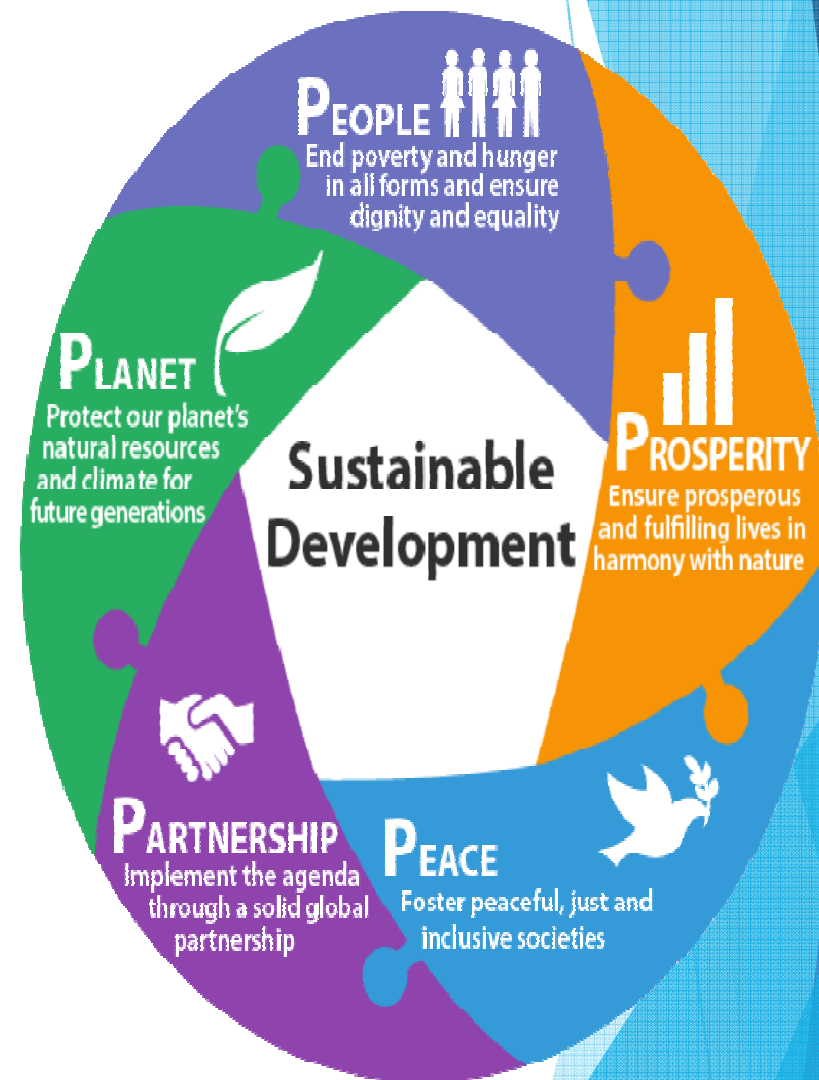 PEOPLE
End poverty and hunger
in all forms and ensure
dignity and equality
PLANET
Protect our planet's
natural resources
and climate for
future generations
Sustainable
Development
PROSPERITY
Ensure prosperous
and fulfilling lives in
harmony with nature
PARTNERSHIP
Implement the agenda
through a solid global
partnership
PEACE
Foster peaceful, just and
inclusive societies